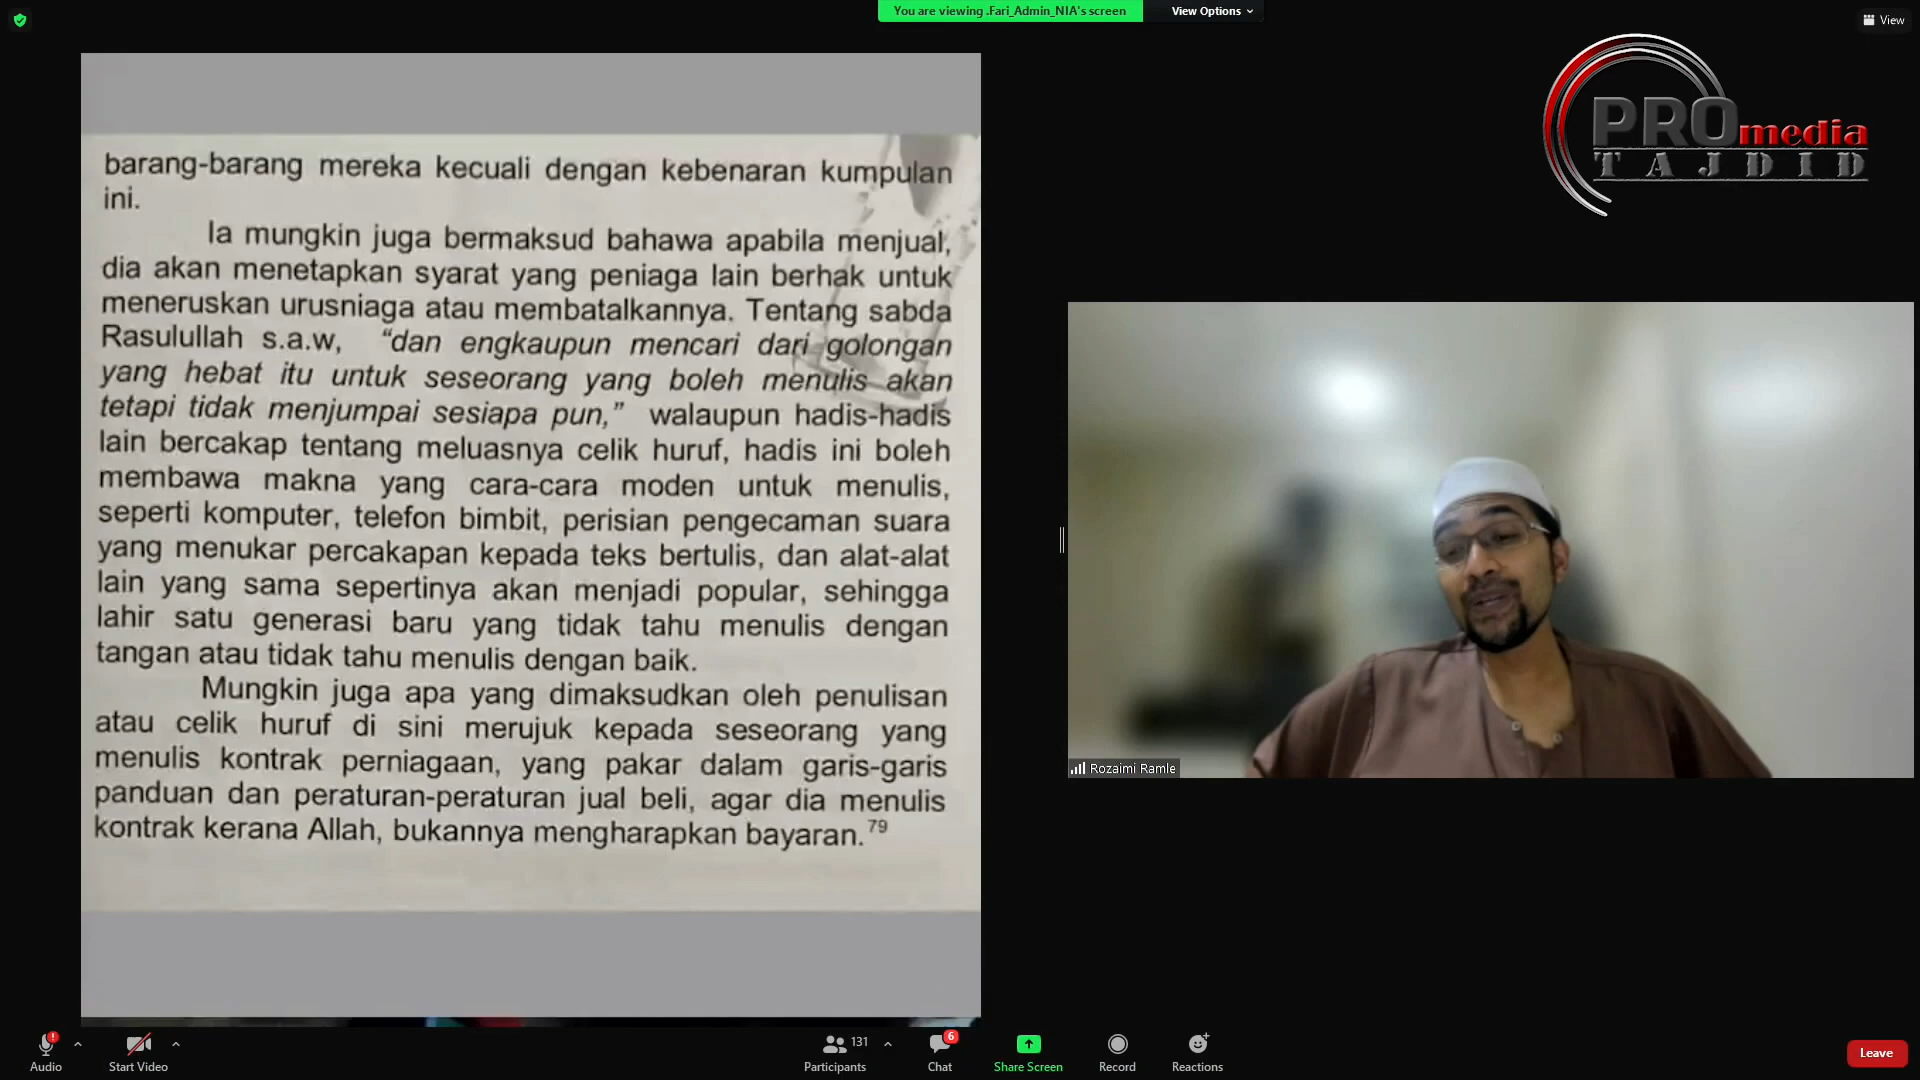 You are viewing .Fari_Admin_NIA's screen
View Options
View
PROmedia
TAJDID
barang-barang mereka kecuali dengan kebenaran kumpulan
ini.
Ia mungkin juga bermaksud bahawa apabila menjual,
dia akan menetapkan syarat yang peniaga lain berhak untuk
meneruskan urusniaga atau membatalkannya. Tentang sabda
Rasulullah s.a.w, “dan engkaupun mencari dari golongan
yang hebat itu untuk seseorang yang boleh menulis akan
tetapi tidak menjumpai sesiapa pun,” walaupun hadis-hadis
lain bercakap tentang meluasnya celik huruf, hadis ini boleh
membawa makna yang cara-cara moden untuk menulis,
seperti komputer, telefon bimbit, perisian pengecaman suara
yang menukar percakapan kepada teks bertulis, dan alat-alat
lain yang sama sepertinya akan menjadi popular, sehingga
lahir satu generasi baru yang tidak tahu menulis dengan
tangan atau tidak tahu menulis dengan baik.
Mungkin juga apa yang dimaksudkan oleh penulisan
atau celik huruf di sini merujuk kepada seseorang yang
menulis kontrak perniagaan, yang pakar dalam garis-garis
panduan dan peraturan-peraturan jual beli, agar dia menulis
kontrak kerana Allah, bukannya mengharapkan bayaran.79
Rozaimi Ramle
Audio
Start Video
131
Participants
6
Chat
Share Screen
Record
Reactions
Leave